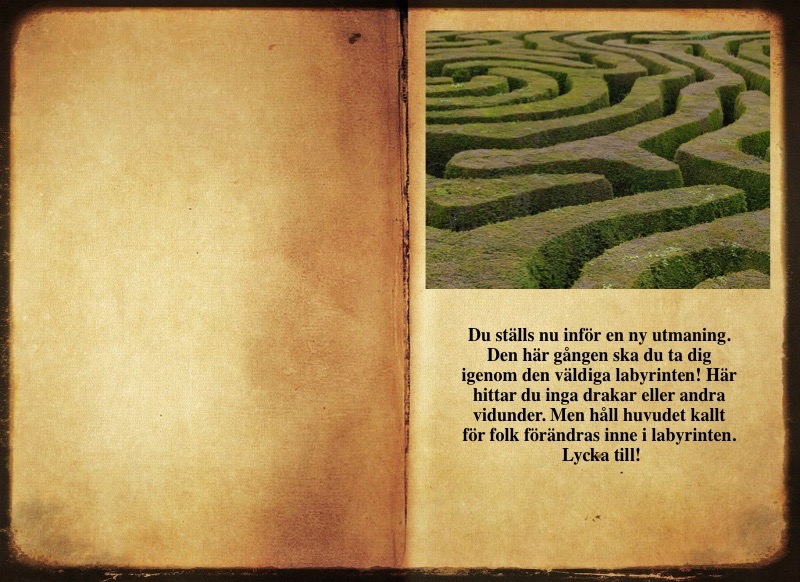 Du ställs nu inför en ny utmaning.
Den här gången ska du ta dig
igenom den väldiga labyrinten! Här
hittar du inga drakar eller andra
vidunder. Men håll huvudet kallt
för folk förändras inne i labyrinten.
Lycka till!